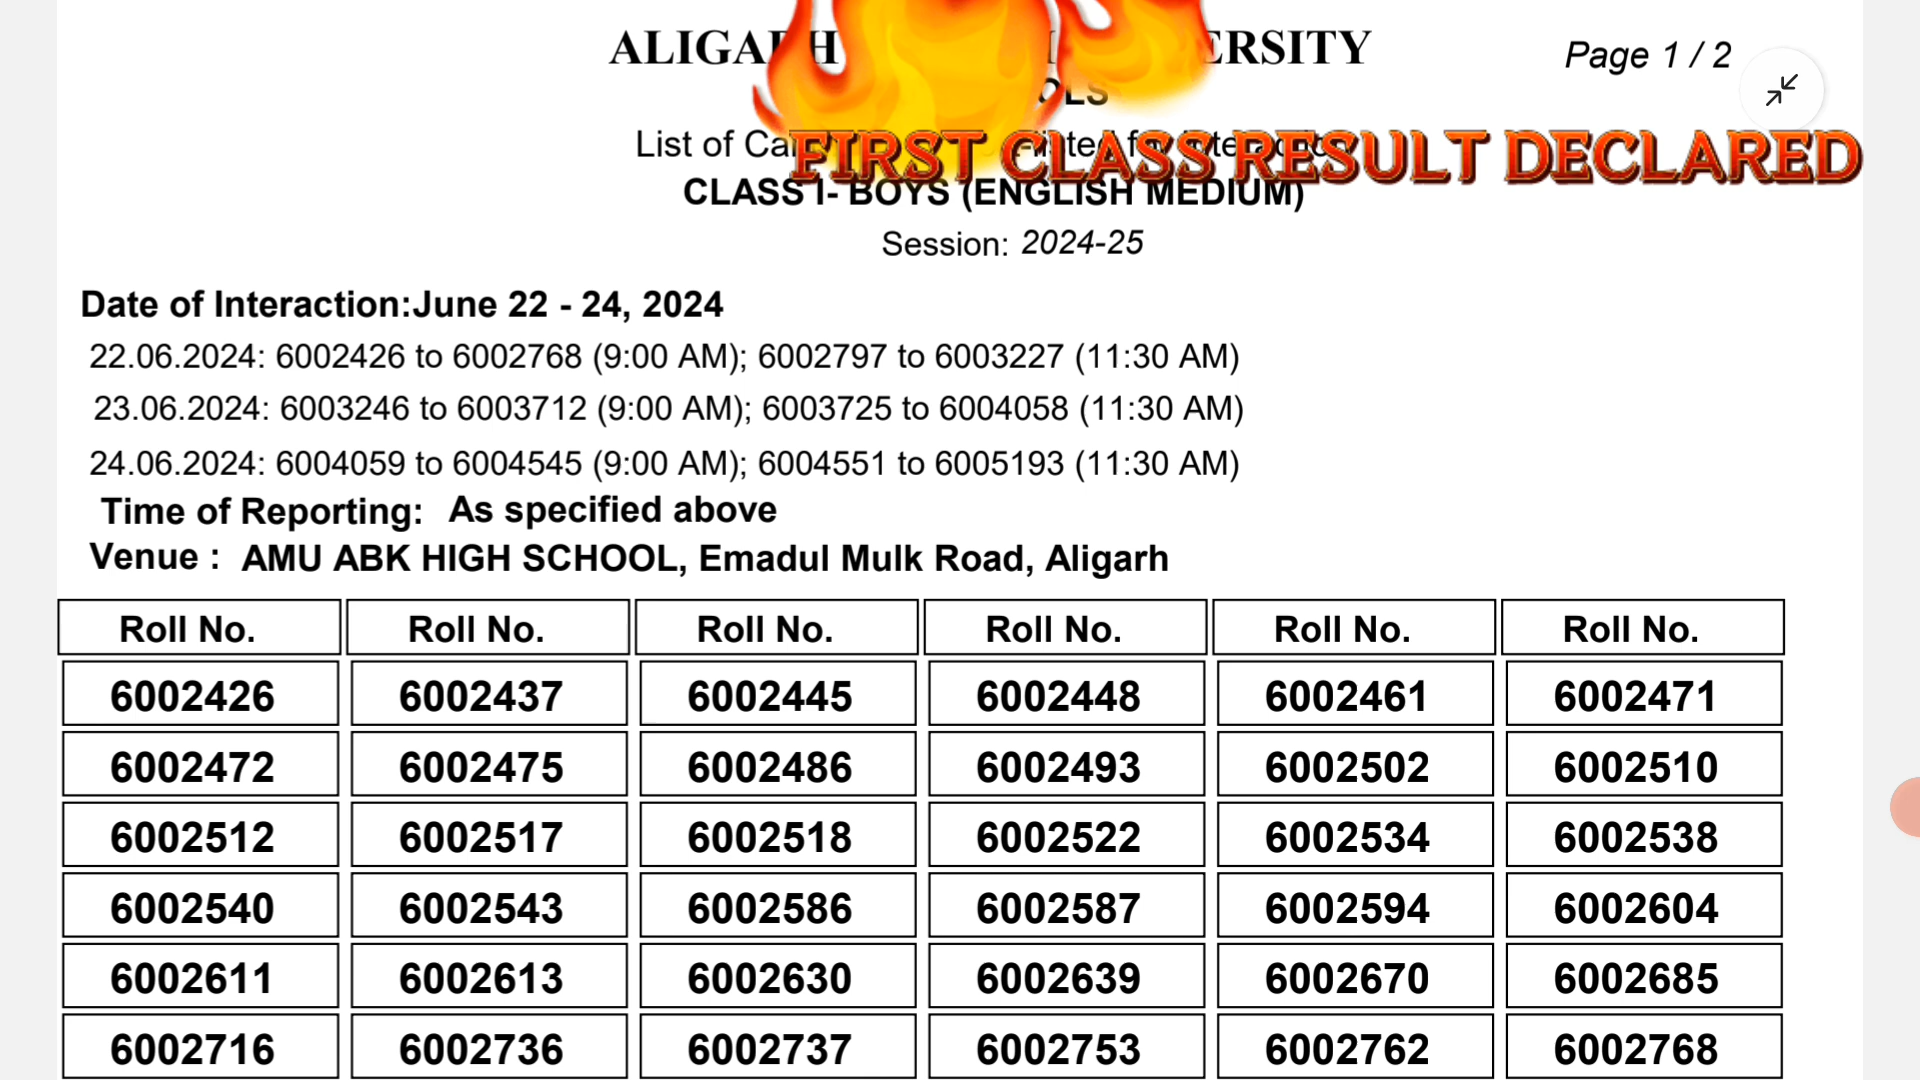 ALIGA H ERSITY
Page 1 / 2
OLS
List of Ca
FIRST CLASS RESULT DECLARED
CLASS I- BOYS (ENGLISH MEDIUM)
Session: 2024-25
Date of Interaction:June 22 - 24, 2024
22.06.2024: 6002426 to 6002768 (9:00 AM); 6002797 to 6003227 (11:30 AM)
23.06.2024: 6003246 to 6003712 (9:00 AM); 6003725 to 6004058 (11:30 AM)
24.06.2024: 6004059 to 6004545 (9:00 AM); 6004551 to 6005193 (11:30 AM)
Time of Reporting: As specified above
Venue : AMU ABK HIGH SCHOOL, Emadul Mulk Road, Aligarh
Roll No. Roll No. Roll No. Roll No. Roll No. Roll No.
6002426 6002437 6002445 6002448 6002461 6002471
6002472 6002475 6002486 6002493 6002502 6002510
6002512 6002517 6002518 6002522 6002534 6002538
6002540 6002543 6002586 6002587 6002594 6002604
6002611 6002613 6002630 6002639 6002670 6002685
6002716 6002736 6002737 6002753 6002762 6002768